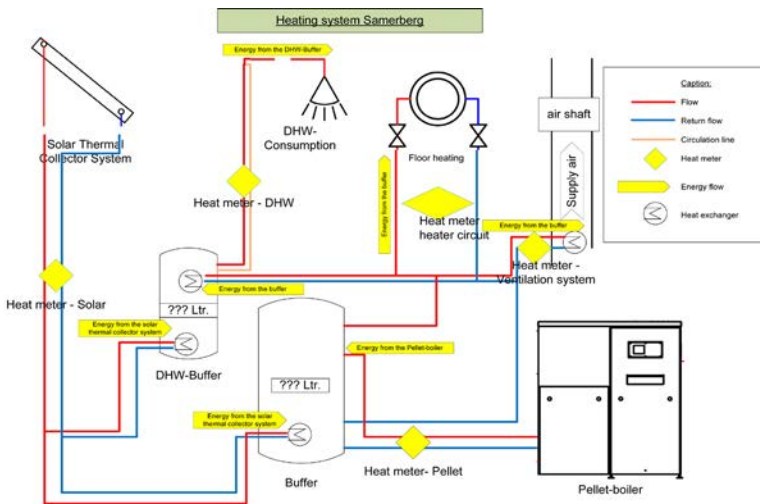 Heating system Samerberg
Energy from the DHW-Buffer
Caption:
Flow
Return flow
Circulation line
Heat meter
Energy flow
Heat exchanger
air shaft
Supply air
Solar Thermal
Collector System
DHW-
Consumption
Floor heating
Heat meter - DHW
Energy from the buffer
Heat meter
heater circuit
Energy from the buffer
Heat meter -
Ventilation system
Heat meter - Solar
Energy from the buffer
??? Ltr.
Energy from the solar
thermal collector system
DHW-Buffer
Energy from the Pellet-boiler
??? Ltr.
Energy from the solar
thermal collector system
Buffer
Heat meter- Pellet
Pellet-boiler